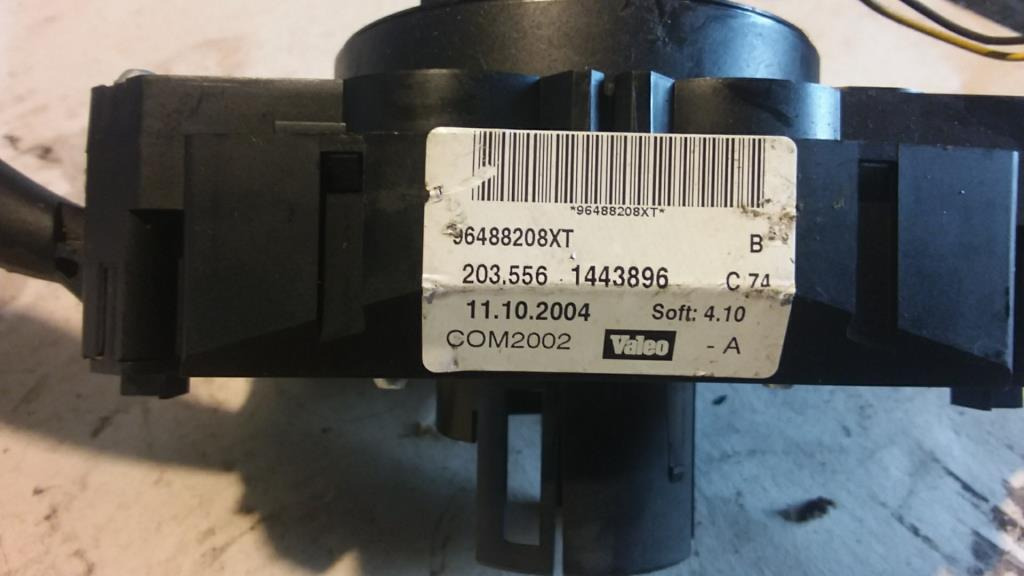 *96488208XT*
96488208XT B
203.556 1443896 C 74
11.10.2004 Soft: 4.10
COM2002 Valeo - A